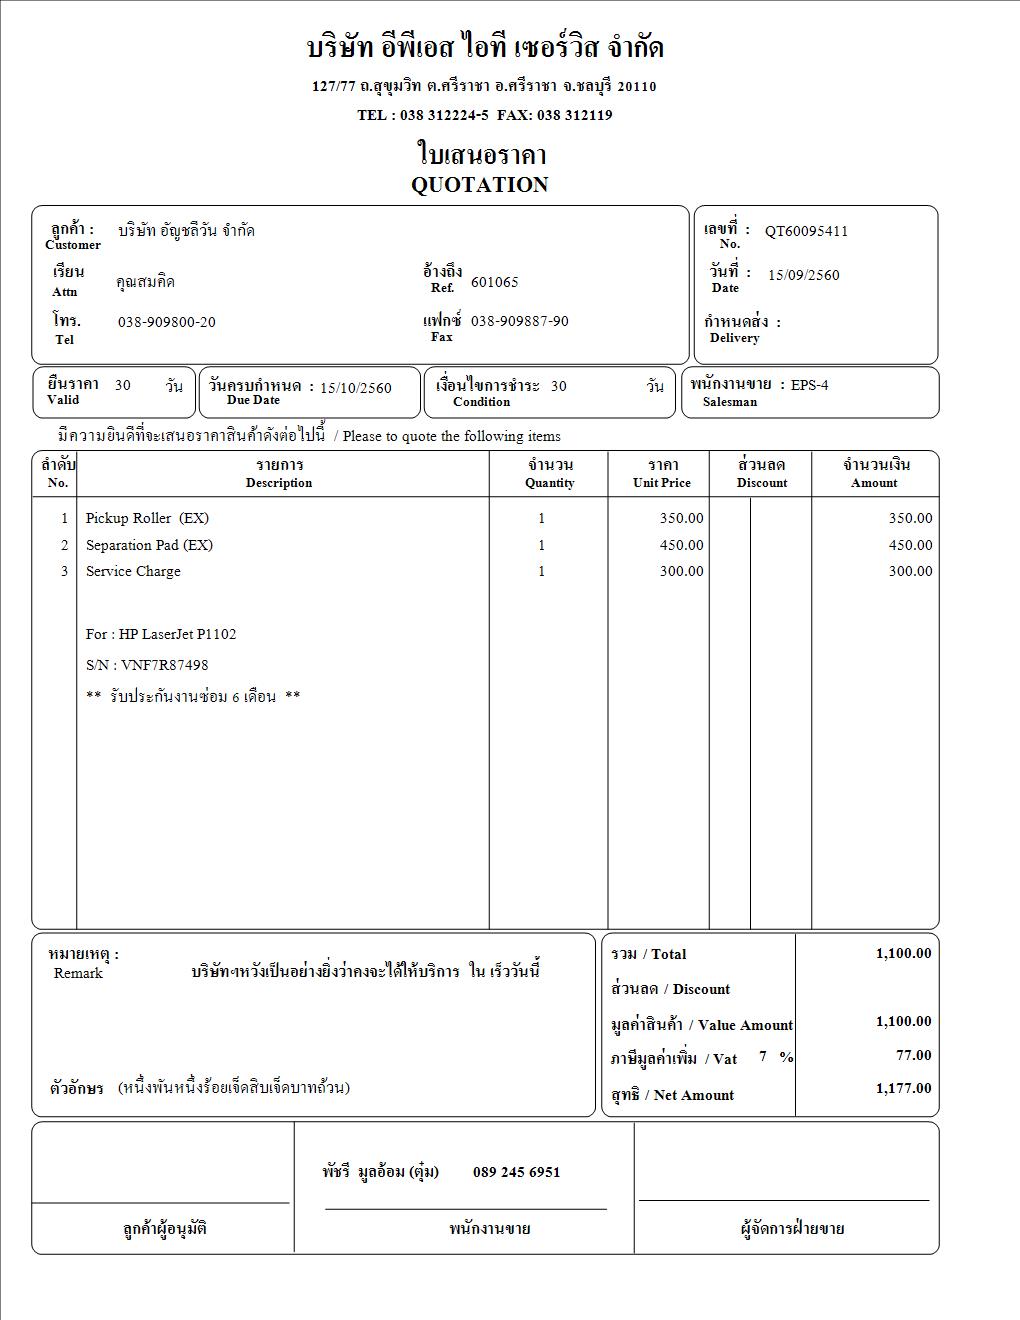 บริษัท อีพีเอส ไอที เซอร์วิส จำกัด
127/77 ถ.สุขุมวิท ต.ศรีราชา อ.ศรีราชา จ.ชลบุรี 20110
TEL : 038 312224-5 FAX: 038 312119
ใบเสนอราคา
QUOTATION
ลูกค้า : บริษัท อัญชลีวัน จำกัด
Customer
เรียน คุณสมคิด อ้างถึง 601065
Attn Ref.
โทร. 038-909800-20 แฟกซ์ 038-909887-90
Tel Fax
เลขที่ : QT60095411
No.
วันที่ : 15/09/2560
Date
กำหนดส่ง :
Delivery
ยืนราคา 30 วัน วันครบกำหนด : 15/10/2560 เงื่อนไขการชำระ 30 วัน พนักงานขาย : EPS-4
Valid Due Date Condition Salesman
มีความยินดีที่จะเสนอราคาสินค้าดังต่อไปนี้ / Please to quote the following items
ลำดับ รายการ จำนวน ราคา ส่วนลด จำนวนเงิน
No. Description Quantity Unit Price Discount Amount
1 Pickup Roller (EX) 1 350.00 350.00
2 Separation Pad (EX) 1 450.00 450.00
3 Service Charge 1 300.00 300.00
For : HP LaserJet P1102
S/N : VNF7R87498
** รับประกันงานซ่อม 6 เดือน **
หมายเหตุ :
Remark บริษัทฯหวังเป็นอย่างยิ่งว่าคงจะได้ให้บริการ ใน เร็ววันนี้
ตัวอักษร (หนึ่งพันหนึ่งร้อยเจ็ดสิบเจ็ดบาทถ้วน)
รวม / Total 1,100.00
ส่วนลด / Discount
มูลค่าสินค้า / Value Amount 1,100.00
ภาษีมูลค่าเพิ่ม / Vat 7 % 77.00
สุทธิ / Net Amount 1,177.00
พัชรี มูลอ้อม (ตุ๋ม) 089 245 6951
ลูกค้าผู้อนุมัติ พนักงานขาย ผู้จัดการฝ่ายขาย